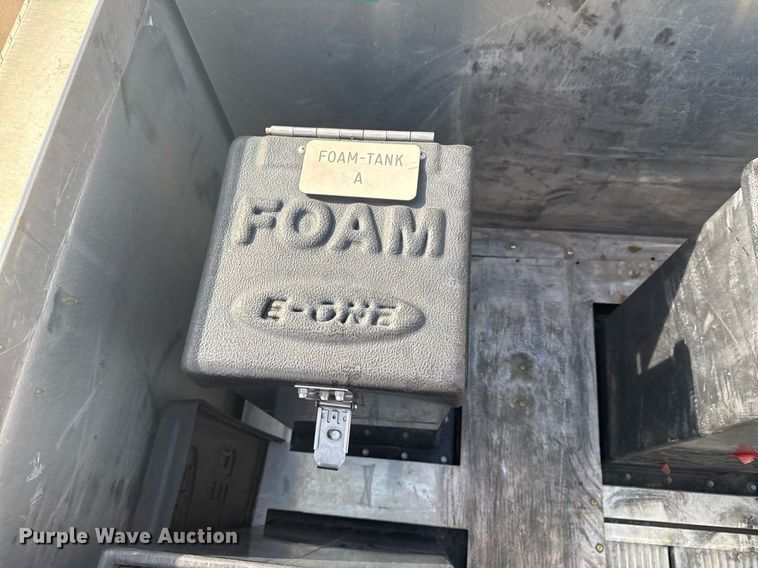 FOAM-TANK
A
FOAM
E-ONE
Purple Wave Auction